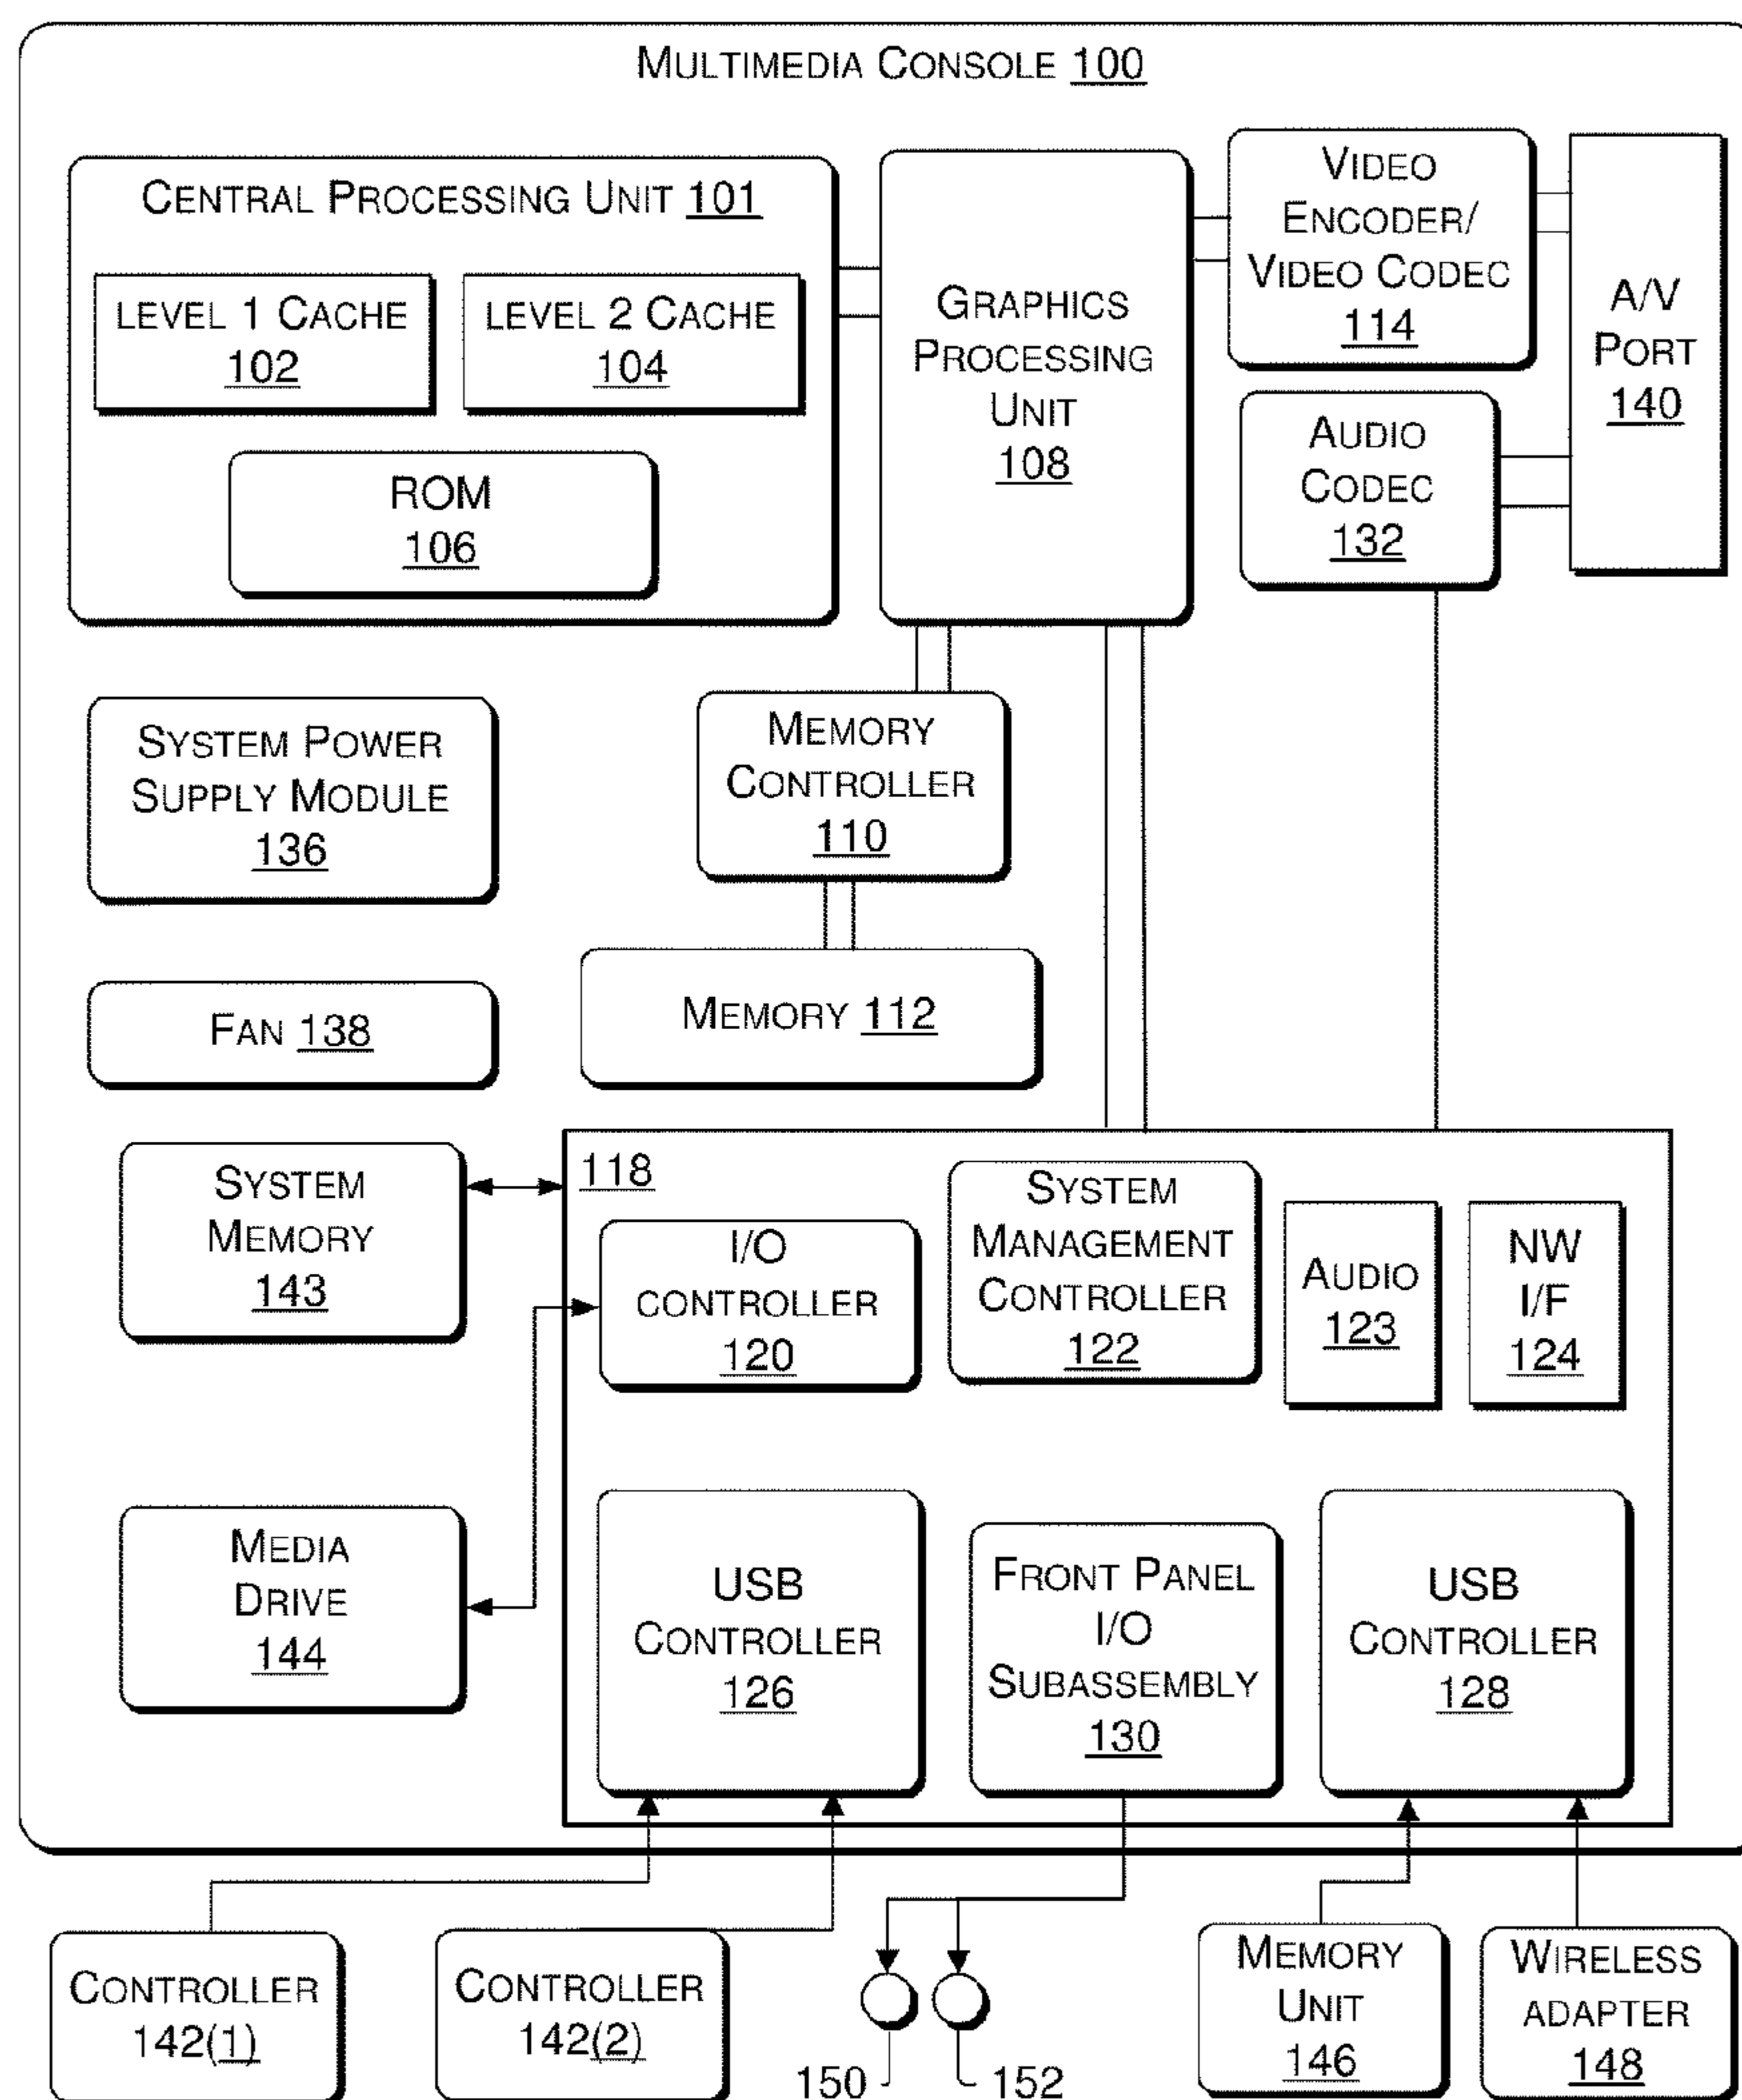 MULTIMEDIA CONSOLE 100
CENTRAL PROCESSING UNIT 101
LEVEL 1 CACHE
102
LEVEL 2 CACHE
104
ROM
106
GRAPHICS
PROCESSING
UNIT
108
VIDEO
ENCODER/
VIDEO CODEC
114
AUDIO
CODEC
132
A/V
PORT
140
SYSTEM POWER
SUPPLY MODULE
136
MEMORY
CONTROLLER
110
FAN 138
MEMORY 112
SYSTEM
MEMORY
143
118
I/O
CONTROLLER
120
SYSTEM
MANAGEMENT
CONTROLLER
122
AUDIO
123
NW
I/F
124
MEDIA
DRIVE
144
USB
CONTROLLER
126
FRONT PANEL
I/O
SUBASSEMBLY
130
USB
CONTROLLER
128
CONTROLLER
142(1)
CONTROLLER
142(2)
150
152
MEMORY
UNIT
146
WIRELESS
ADAPTER
148